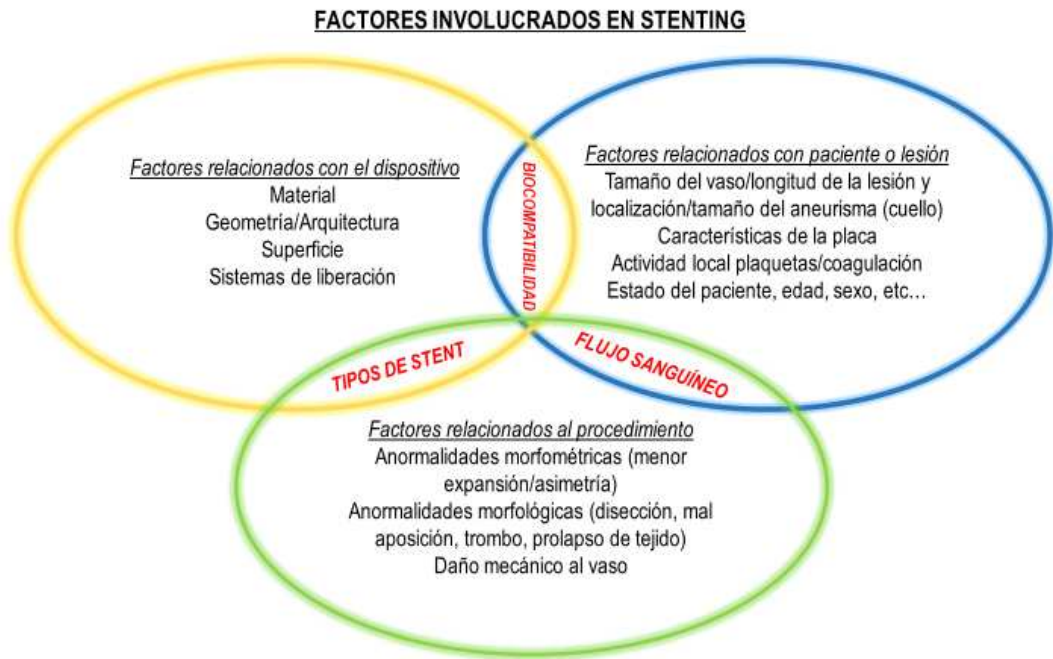 FACTORES INVOLUCRADOS EN STENTING
Factores relacionados con el dispositivo
Material
Geometría/Arquitectura
Superficie
Sistemas de liberación
BIOCOMPATIBILIDAD
Factores relacionados con paciente o lesión
Tamaño del vaso/longitud de la lesión y
localización/tamaño del aneurisma (cuello)
Características de la placa
Actividad local plaquetas/coagulación
Estado del paciente, edad, sexo, etc…
TIPOS DE STENT
FLUJO SANGUÍNEO
Factores relacionados al procedimiento
Anormalidades morfométricas (menor
expansión/asimetría)
Anormalidades morfológicas (disección, mal
aposición, trombo, prolapso de tejido)
Daño mecánico al vaso